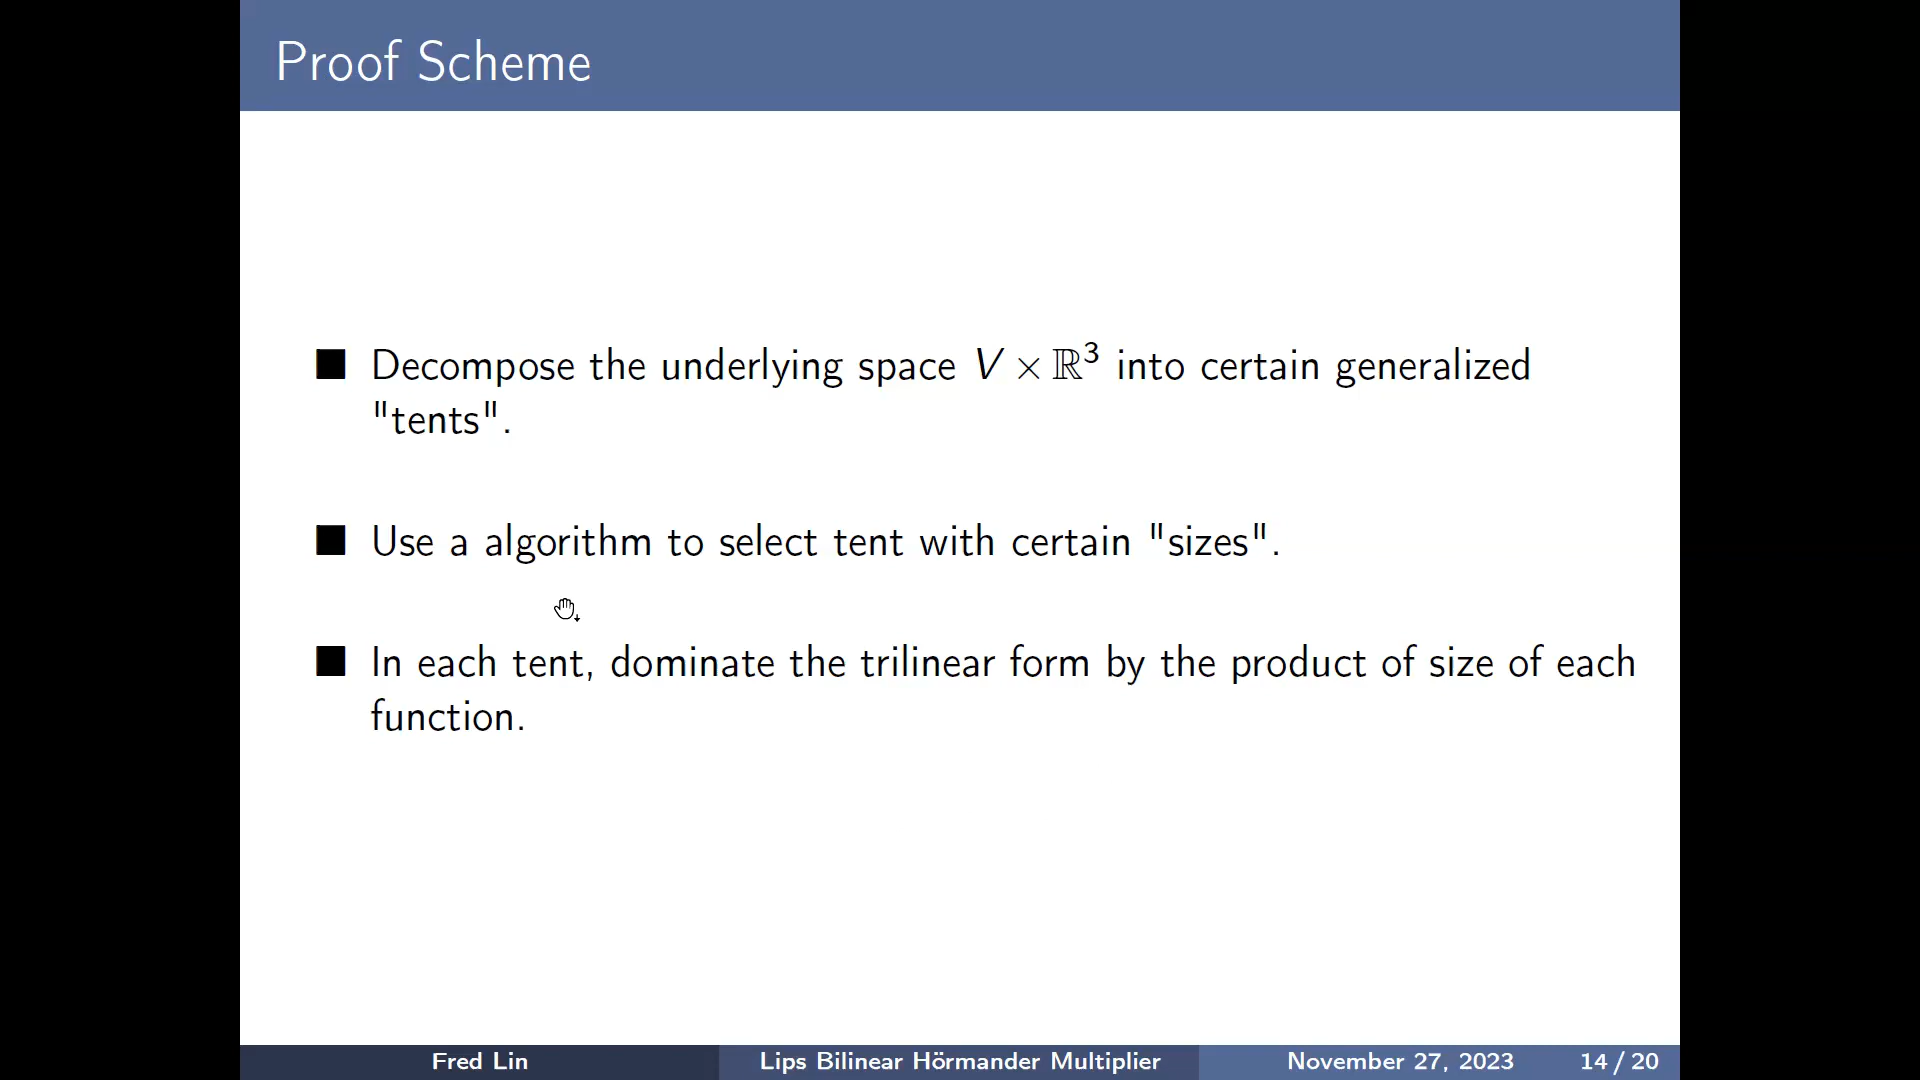 Proof Scheme
Decompose the underlying space V × ℝ³ into certain generalized
"tents".
Use a algorithm to select tent with certain "sizes".
In each tent, dominate the trilinear form by the product of size of each
function.
Fred Lin Lips Bilinear Hörmander Multiplier November 27, 2023 14 / 20